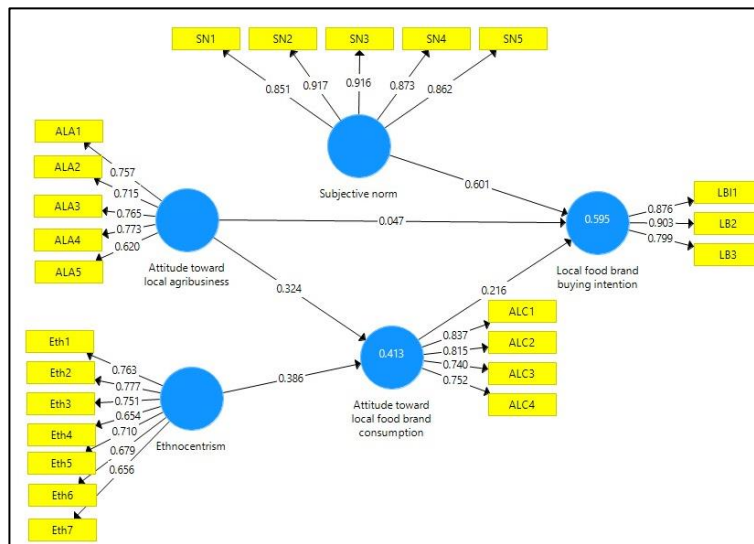 SN1 SN2 SN3 SN4 SN5
0.851 0.917 0.916 0.873 0.862
Subjective norm
0.601
ALA1
ALA2
ALA3
ALA4
ALA5
0.757
0.715
0.765
0.773
0.620
Attitude toward
local agribusiness
0.047
0.324
0.595
Local food brand
buying intention
0.876
0.903
0.799
LBI1
LB2
LB3
0.216
Eth1
Eth2
Eth3
Eth4
Eth5
Eth6
Eth7
0.763
0.777
0.751
0.654
0.710
0.679
0.656
Ethnocentrism
0.386
0.413
Attitude toward
local food brand
consumption
0.837
0.815
0.740
0.752
ALC1
ALC2
ALC3
ALC4